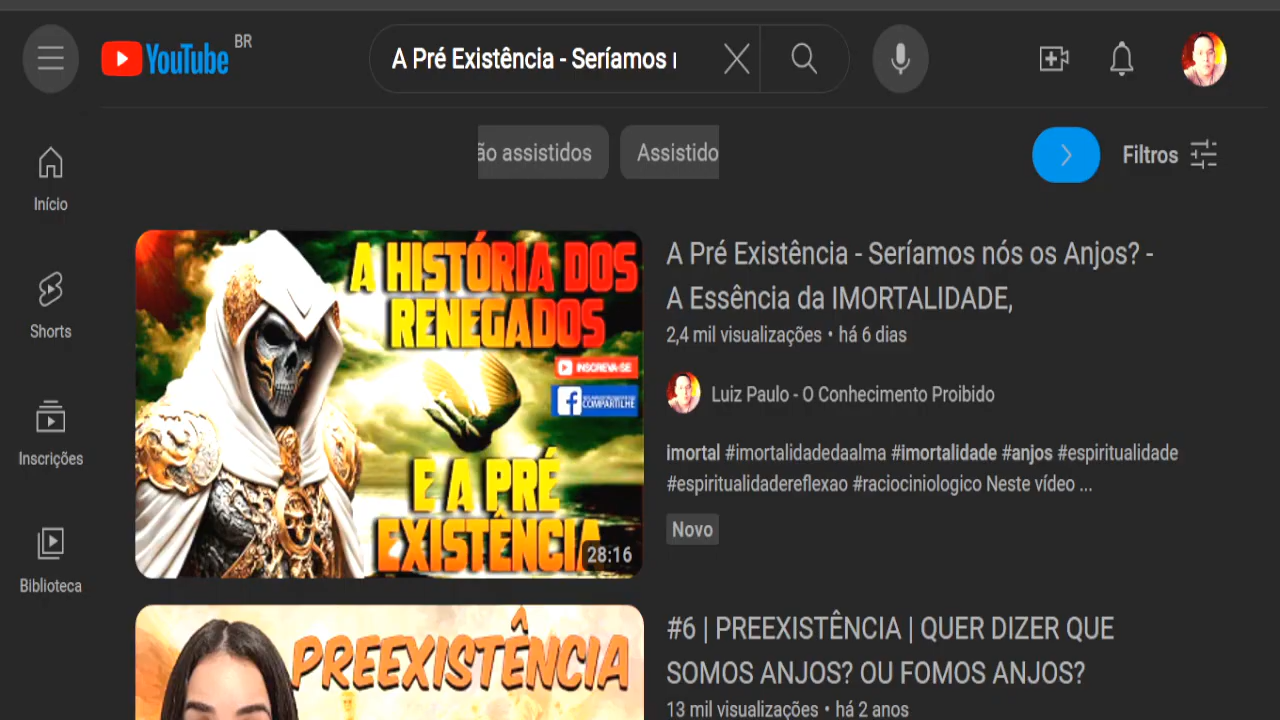 YouTube BR
A Pré Existência - Seríamos
ão assistidos
Assistido
Filtros
Início
Shorts
Inscrições
Biblioteca
A HISTÓRIA DOS
RENEGADOS
INSCREVA-SE
COMPARTILHE
E A PRÉ
EXISTÊNCIA
28:16
A Pré Existência - Seríamos nós os Anjos? -
A Essência da IMORTALIDADE,
2,4 mil visualizações • há 6 dias
Luiz Paulo - O Conhecimento Proibido
imortal #imortalidadedaalma #imortalidade #anjos #espiritualidade
#espiritualidadereflexao #raciociniologico Neste vídeo ...
Novo
PREEXISTÊNCIA
#6 | PREEXISTÊNCIA | QUER DIZER QUE
SOMOS ANJOS? OU FOMOS ANJOS?
13 mil visualizações • há 2 anos